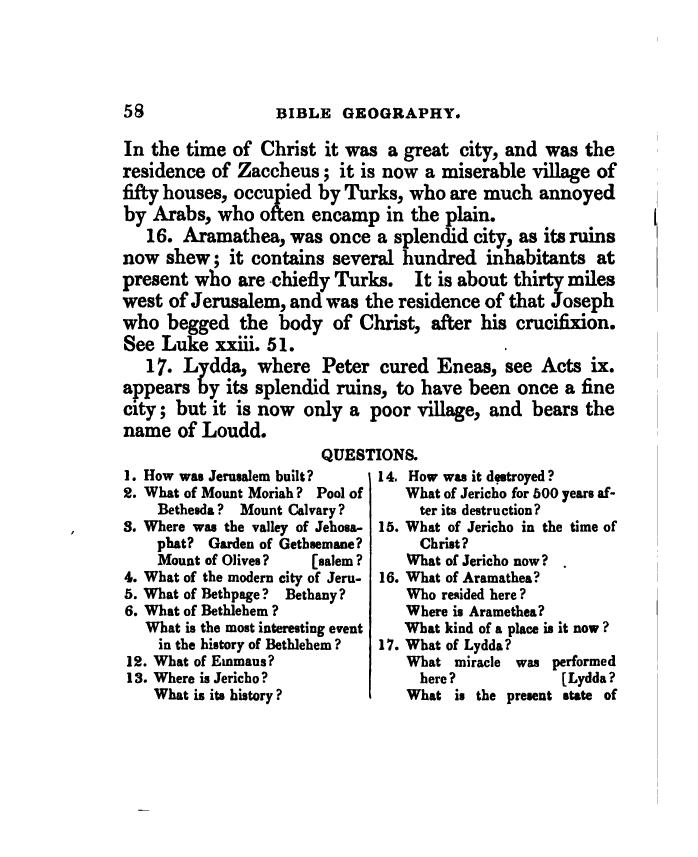 58 BIBLE GEOGRAPHY.
In the time of Christ it was a great city, and was the
residence of Zaccheus; it is now a miserable village of
fifty houses, occupied by Turks, who are much annoyed
by Arabs, who often encamp in the plain.
16. Aramathea, was once a splendid city, as its ruins
now shew; it contains several hundred inhabitants at
present who are chiefly Turks. It is about thirty miles
west of Jerusalem, and was the residence of that Joseph
who begged the body of Christ, after his crucifixion.
See Luke xxiii. 51.
17. Lydda, where Peter cured Eneas, see Acts ix.
appears by its splendid ruins, to have been once a fine
city; but it is now only a poor village, and bears the
name of Loudd.
QUESTIONS.
1. How was Jerusalem built?
2. What of Mount Moriah? Pool of
Bethesda? Mount Calvary?
3. Where was the valley of Jehosa-
phat? Garden of Gethsemane?
Mount of Olives? [salem?
4. What of the modern city of Jeru-
5. What of Bethpage? Bethany?
6. What of Bethlehem?
What is the most interesting event
in the history of Bethlehem?
12. What of Emmaus?
13. Where is Jericho?
What is its history?
14. How was it destroyed?
What of Jericho for 500 years af-
ter its destruction?
15. What of Jericho in the time of
Christ?
What of Jericho now?
16. What of Aramathea?
Who resided here?
Where is Aramethea?
What kind of a place is it now?
17. What of Lydda?
What miracle was performed
here? [Lydda?
What is the present state of